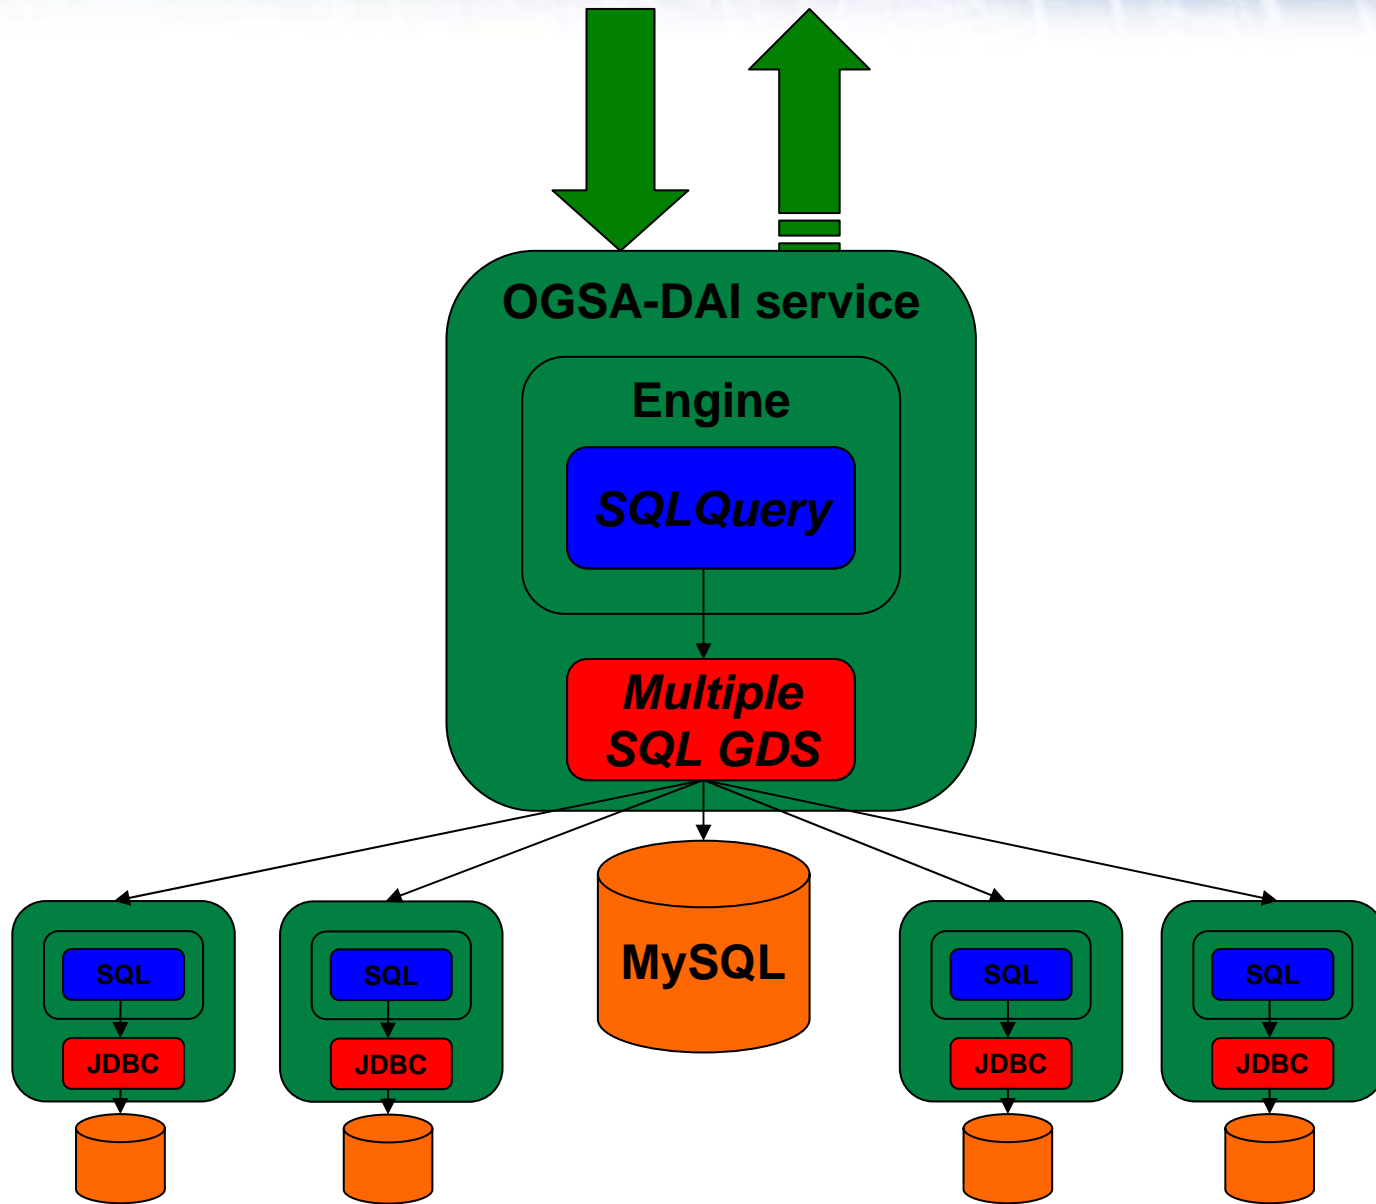 OGSA-DAI service
Engine
SQLQuery
Multiple
SQL GDS
MySQL
SQL
JDBC
SQL
JDBC
SQL
JDBC
SQL
JDBC